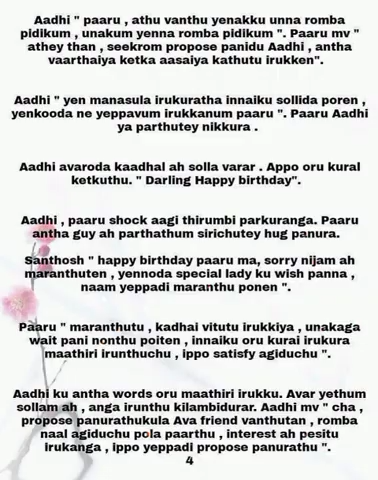 Aadhi " paaru , athu vanthu yenakku unna romba
pidikum , unakum yenna romba pidikum ". Paaru mv "
athey than , seekrom propose panidu Aadhi , antha
vaarthaiya ketka aasaiya kathutu irukken".
Aadhi " yen manasula irukuratha innaiku sollida poren ,
yenkooda ne yeppavum irukkanum paaru ". Paaru Aadhi
ya parthutey nikkura .
Aadhi avaroda kaadhal ah solla varar . Appo oru kural
ketkuthu. " Darling Happy birthday".
Aadhi , paaru shock aagi thirumbi parkuranga. Paaru
antha guy ah parthathum sirichutey hug panura.
Santhosh " happy birthday paaru ma, sorry nijam ah
maranthuten , yennoda special lady ku wish panna ,
naam yeppadi maranthu ponen ".
Paaru " maranthutu , kadhai vitutu irukkiya , unakaga
wait pani nonthu poiten , innaiku oru kurai irukura
maathiri irunthuchu , ippo satisfy agiduchu ".
Aadhi ku antha words oru maathiri irukku. Avar yethum
sollam ah , anga irunthu kilambidurar. Aadhi mv " cha ,
propose panurathukula Ava friend vanthutan , romba
naal agiduchu pola paarthu , interest ah pesitu
irukanga , ippo yeppadi propose panurathu ".
4